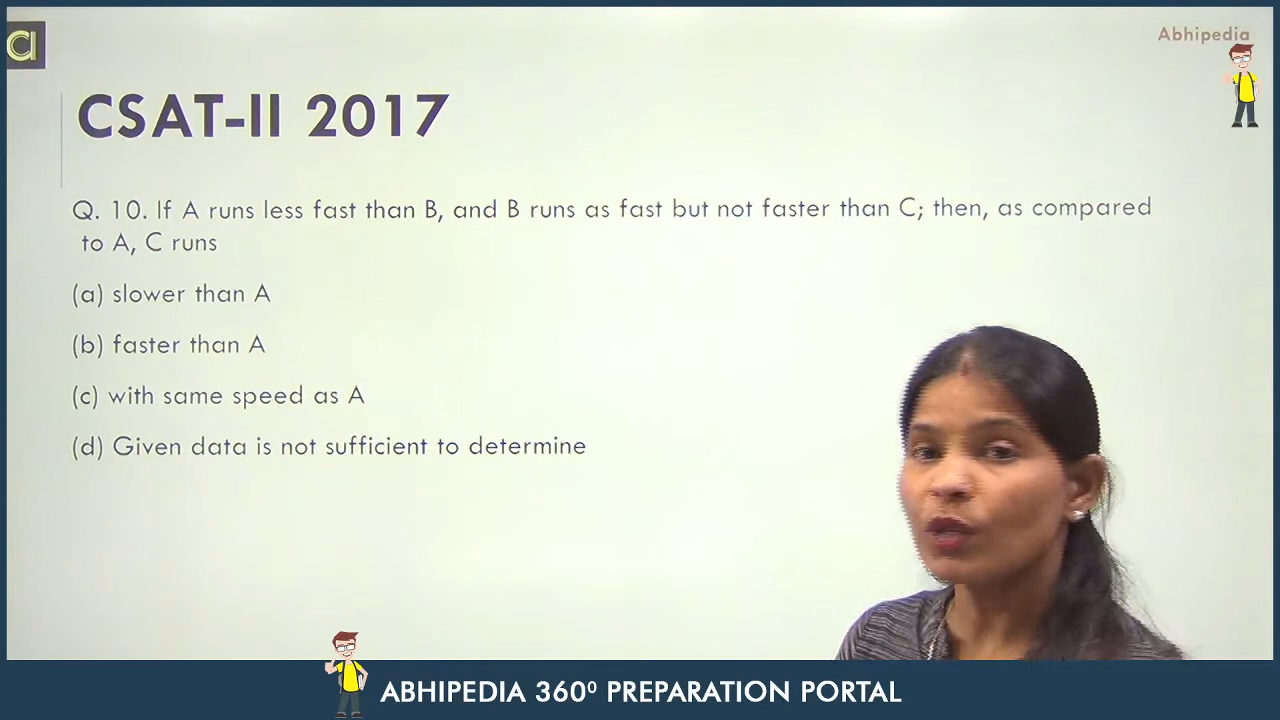 a
Abhipedia
CSAT-II 2017
Q. 10. If A runs less fast than B, and B runs as fast but not faster than C; then, as compared
to A, C runs
(a) slower than A
(b) faster than A
(c) with same speed as A
(d) Given data is not sufficient to determine
ABHIPEDIA 360⁰ PREPARATION PORTAL